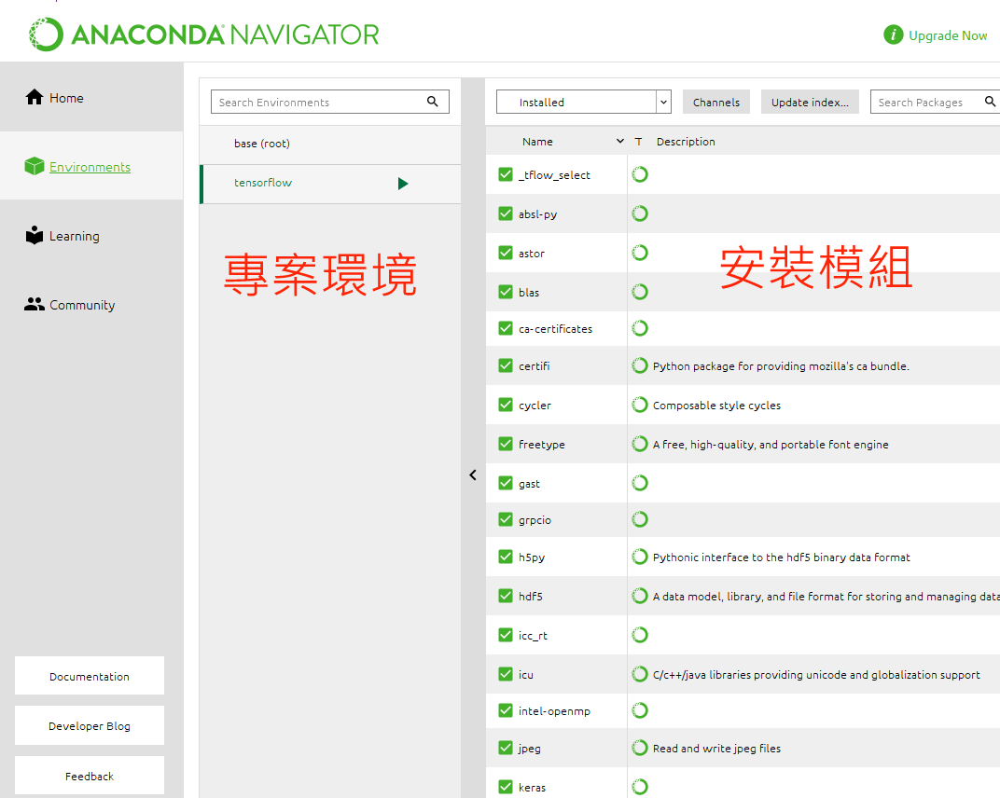 ANACONDA NAVIGATOR
Upgrade Now
Home
Environments
Learning
Community
Documentation
Developer Blog
Feedback
Search Environments
base (root)
tensorflow
專案環境
Installed
Channels
Update index...
Search Packages
Name T Description
安裝模組
_tflow_select
absl-py
astor
blas
ca-certificates
certifi Python package for providing mozilla's ca bundle.
cycler Composable style cycles
freetype A free, high-quality, and portable font engine
gast
grpcio
h5py Pythonic interface to the hdf5 binary data format
hdf5 A data model, library, and file format for storing and managing data
icc_rt
icu C/c++/java libraries providing unicode and globalization support
intel-openmp
jpeg Read and write jpeg files
keras